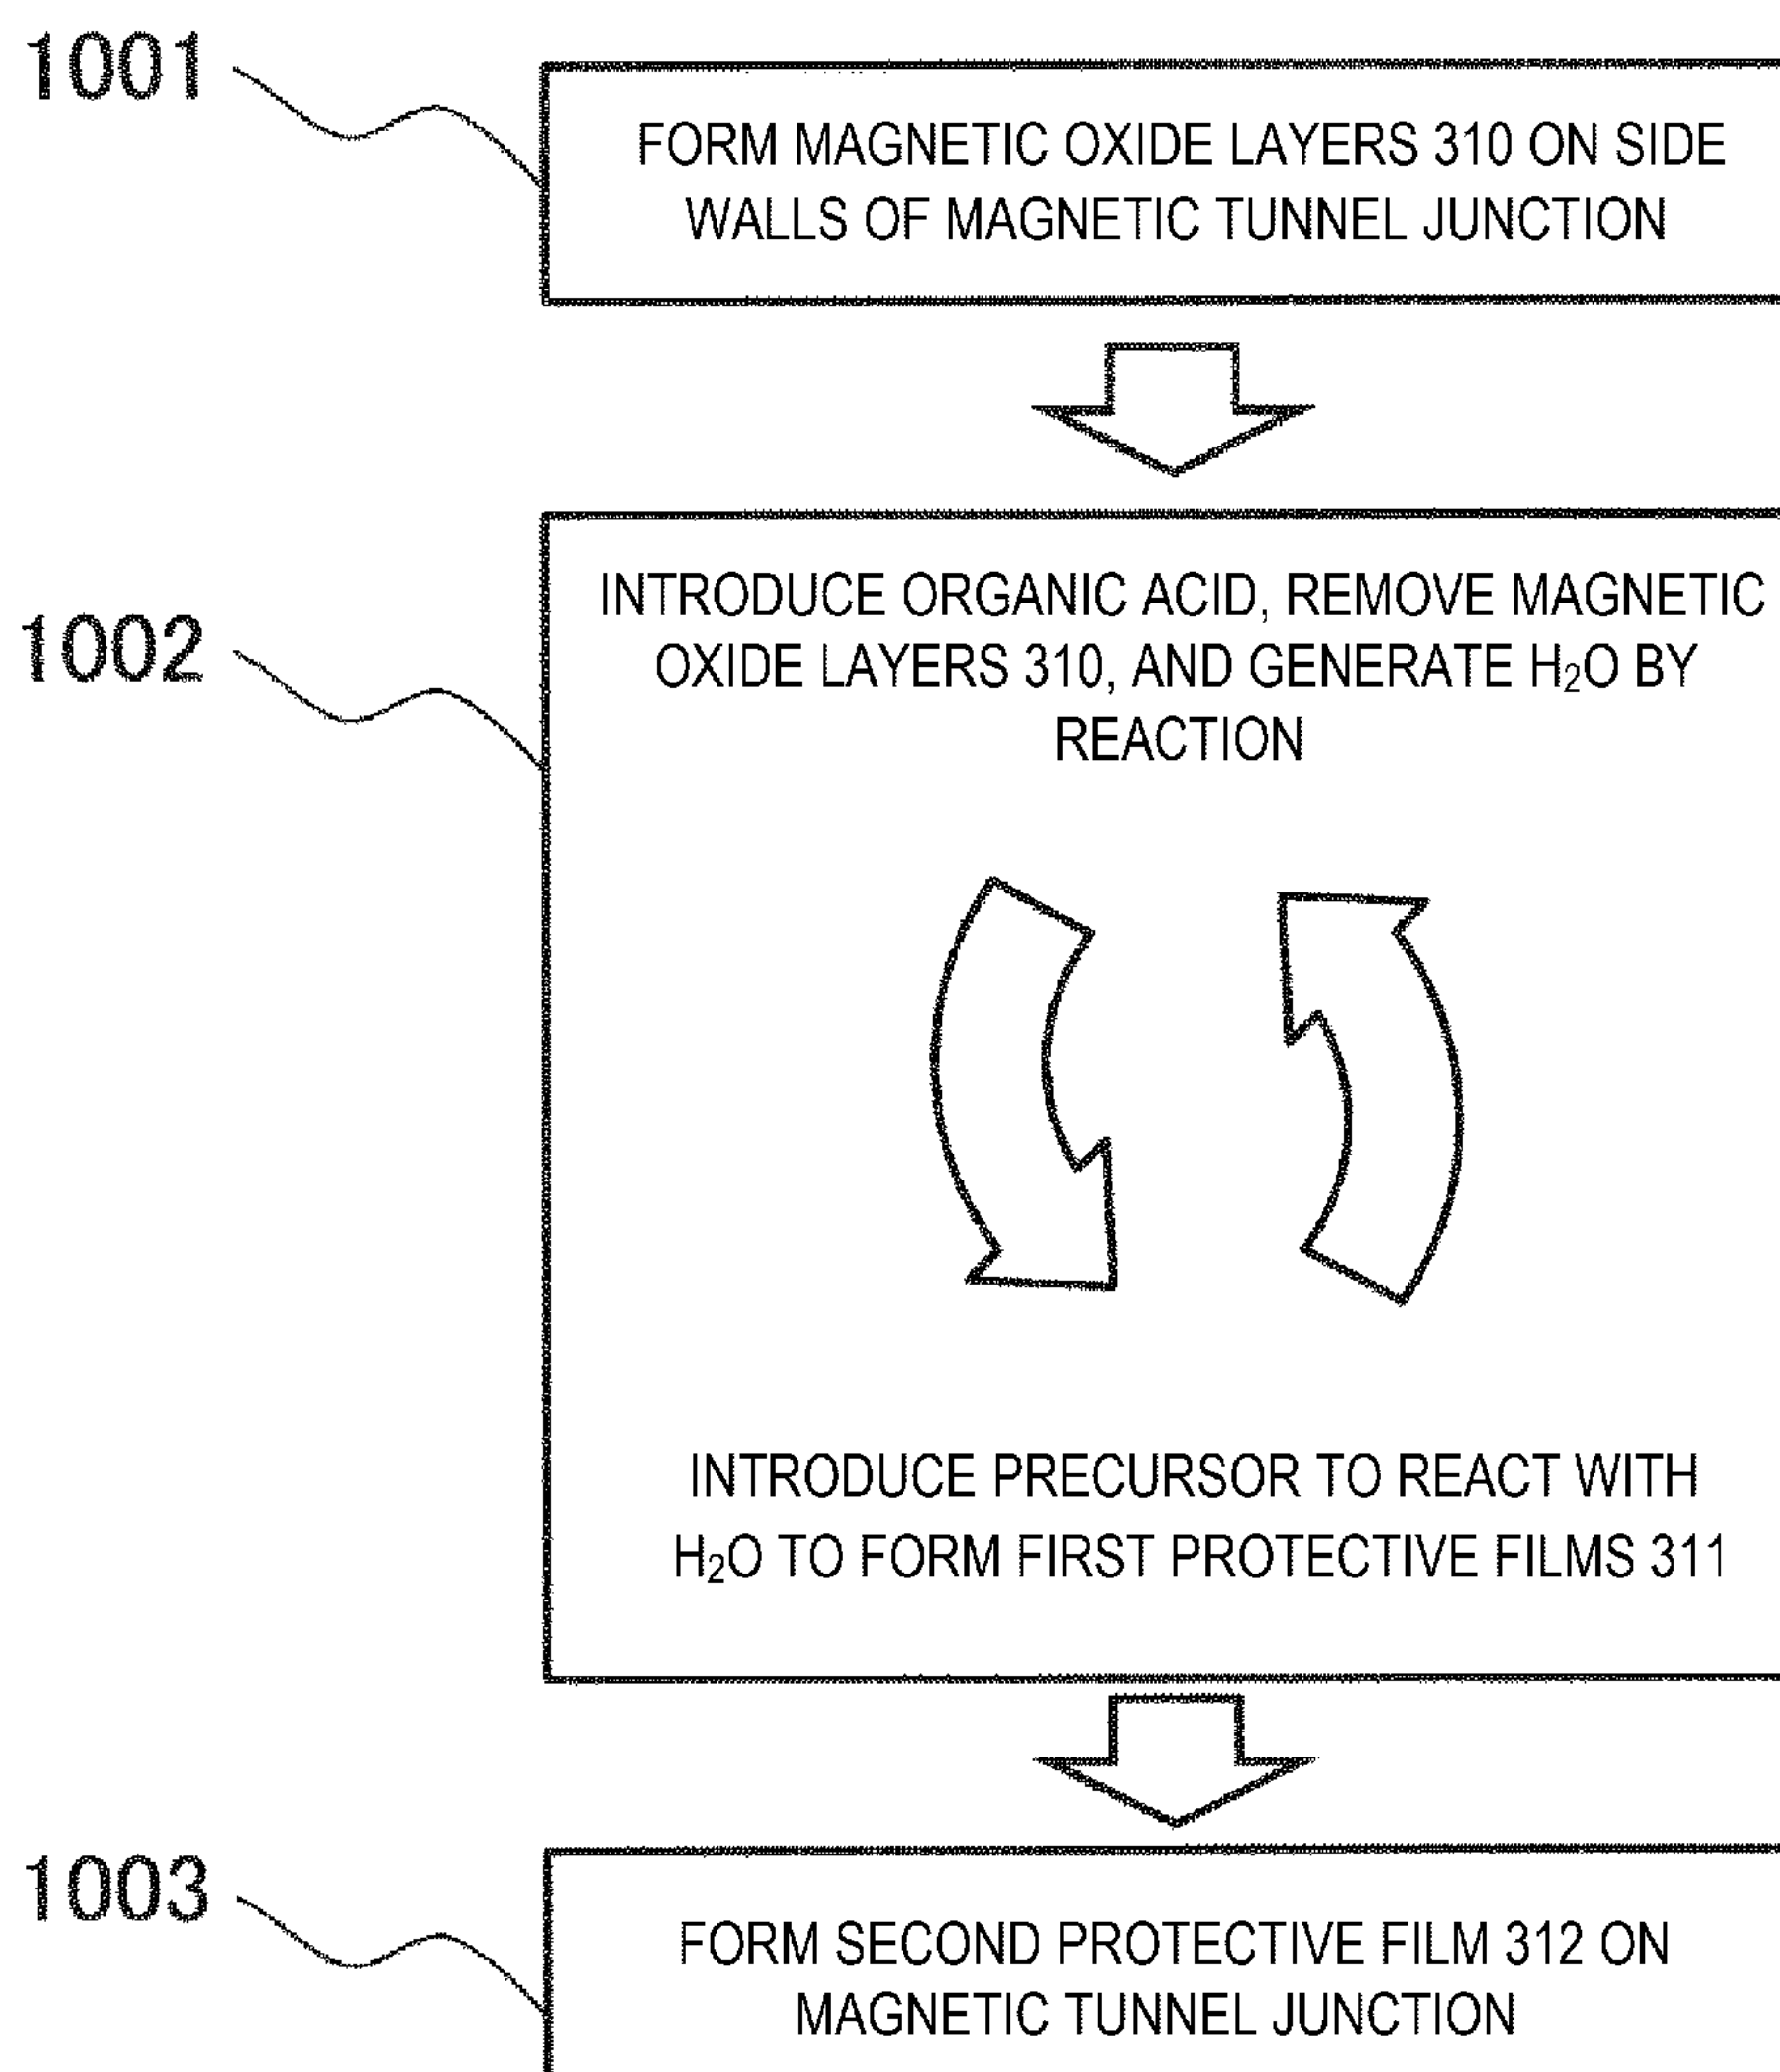 1001
FORM MAGNETIC OXIDE LAYERS 310 ON SIDE
WALLS OF MAGNETIC TUNNEL JUNCTION
1002
INTRODUCE ORGANIC ACID, REMOVE MAGNETIC
OXIDE LAYERS 310, AND GENERATE H₂O BY
REACTION
INTRODUCE PRECURSOR TO REACT WITH
H₂O TO FORM FIRST PROTECTIVE FILMS 311
1003
FORM SECOND PROTECTIVE FILM 312 ON
MAGNETIC TUNNEL JUNCTION